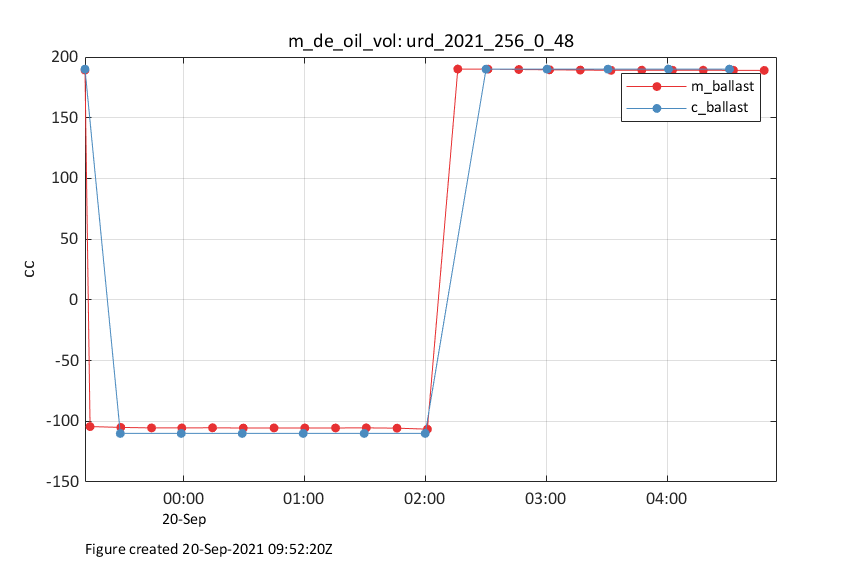 m_de_oil_vol: urd_2021_256_0_48
200
150
100
50
0
-50
-100
-150
cc
m_ballast
c_ballast
00:00
01:00
02:00
03:00
04:00
20-Sep
Figure created 20-Sep-2021 09:52:20Z